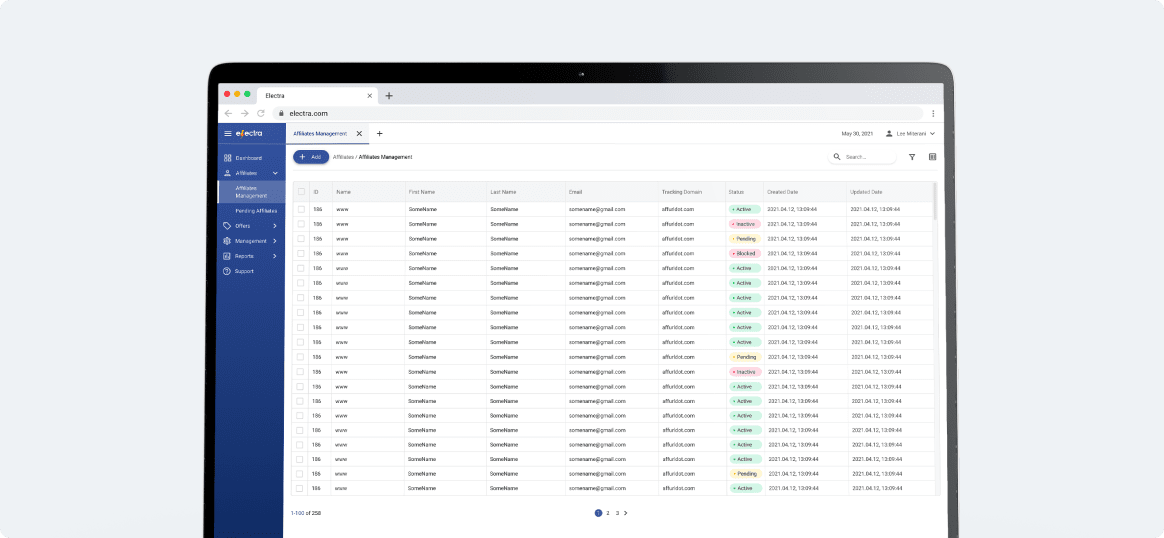 Electra
electra.com
electra
Affiliates Management
May 30, 2021
Lee Miterani
Dashboard
Affiliates
Affiliates
Management
Pending Affiliates
Offers
Management
Reports
Support
Add Affiliates / Affiliates Management Search...
ID Name First Name Last Name Email Tracking Domain Status Created Date Updated Date
186 www SomeName SomeName somename@gmail.com affurldot.com Active 2021.04.12, 13:09:44 2021.04.12, 13:09:44
186 www SomeName SomeName somename@gmail.com affurldot.com Inactive 2021.04.12, 13:09:44 2021.04.12, 13:09:44
186 www SomeName SomeName somename@gmail.com affurldot.com Pending 2021.04.12, 13:09:44 2021.04.12, 13:09:44
186 www SomeName SomeName somename@gmail.com affurldot.com Blocked 2021.04.12, 13:09:44 2021.04.12, 13:09:44
186 www SomeName SomeName somename@gmail.com affurldot.com Active 2021.04.12, 13:09:44 2021.04.12, 13:09:44
186 www SomeName SomeName somename@gmail.com affurldot.com Active 2021.04.12, 13:09:44 2021.04.12, 13:09:44
186 www SomeName SomeName somename@gmail.com affurldot.com Active 2021.04.12, 13:09:44 2021.04.12, 13:09:44
186 www SomeName SomeName somename@gmail.com affurldot.com Active 2021.04.12, 13:09:44 2021.04.12, 13:09:44
186 www SomeName SomeName somename@gmail.com affurldot.com Active 2021.04.12, 13:09:44 2021.04.12, 13:09:44
186 www SomeName SomeName somename@gmail.com affurldot.com Active 2021.04.12, 13:09:44 2021.04.12, 13:09:44
186 www SomeName SomeName somename@gmail.com affurldot.com Pending 2021.04.12, 13:09:44 2021.04.12, 13:09:44
186 www SomeName SomeName somename@gmail.com affurldot.com Inactive 2021.04.12, 13:09:44 2021.04.12, 13:09:44
186 www SomeName SomeName somename@gmail.com affurldot.com Active 2021.04.12, 13:09:44 2021.04.12, 13:09:44
186 www SomeName SomeName somename@gmail.com affurldot.com Active 2021.04.12, 13:09:44 2021.04.12, 13:09:44
186 www SomeName SomeName somename@gmail.com affurldot.com Active 2021.04.12, 13:09:44 2021.04.12, 13:09:44
186 www SomeName SomeName somename@gmail.com affurldot.com Active 2021.04.12, 13:09:44 2021.04.12, 13:09:44
186 www SomeName SomeName somename@gmail.com affurldot.com Active 2021.04.12, 13:09:44 2021.04.12, 13:09:44
186 www SomeName SomeName somename@gmail.com affurldot.com Active 2021.04.12, 13:09:44 2021.04.12, 13:09:44
186 www SomeName SomeName somename@gmail.com affurldot.com Pending 2021.04.12, 13:09:44 2021.04.12, 13:09:44
186 www SomeName SomeName somename@gmail.com affurldot.com Active 2021.04.12, 13:09:44 2021.04.12, 13:09:44
1-100 of 258 1 2 3